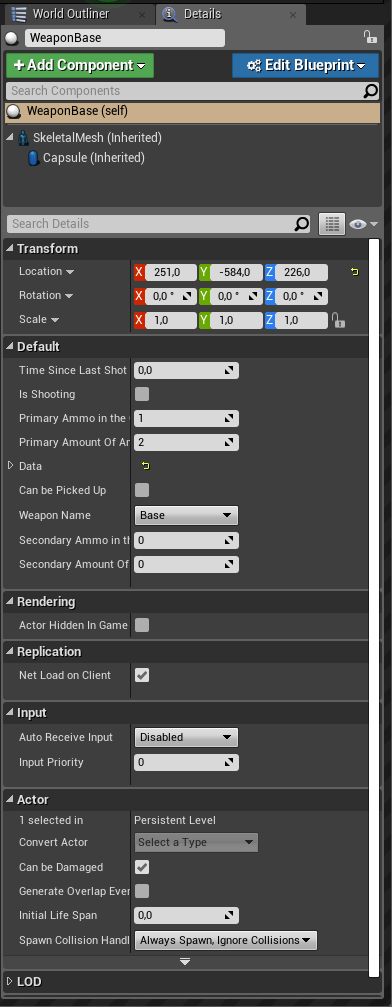 World Outliner Details
WeaponBase
+ Add Component Edit Blueprint
Search Components
WeaponBase (self)
SkeletalMesh (Inherited)
Capsule (Inherited)
Search Details
Transform
Location X 251,0 Y -584,0 Z 226,0
Rotation X 0,0 ° Y 0,0 ° Z 0,0 °
Scale X 1,0 Y 1,0 Z 1,0
Default
Time Since Last Shot 0,0
Is Shooting
Primary Ammo in the 1
Primary Amount Of Ar 2
Data
Can be Picked Up
Weapon Name Base
Secondary Ammo in th 0
Secondary Amount Of 0
Rendering
Actor Hidden In Game
Replication
Net Load on Client
Input
Auto Receive Input Disabled
Input Priority 0
Actor
1 selected in Persistent Level
Convert Actor Select a Type
Can be Damaged
Generate Overlap Ever
Initial Life Span 0,0
Spawn Collision Handl Always Spawn, Ignore Collisions
LOD